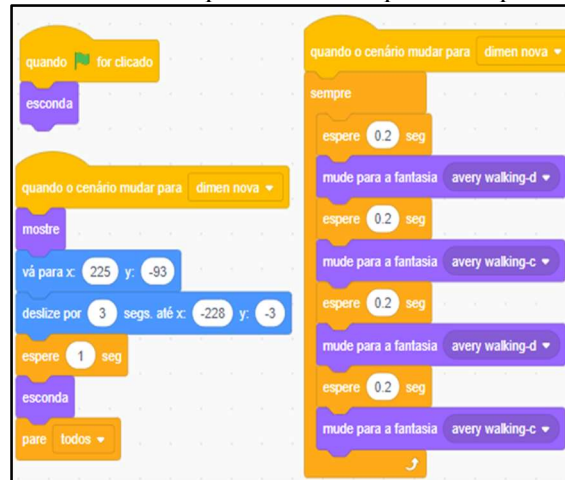 quando for clicado
esconda
quando o cenário mudar para dimen nova
mostre
vá para x: 225 y: -93
deslize por 3 segs. até x: -228 y: -3
espere 1 seg
esconda
pare todos
quando o cenário mudar para dimen nova
sempre
espere 0.2 seg
mude para a fantasia avery walking-d
espere 0.2 seg
mude para a fantasia avery walking-c
espere 0.2 seg
mude para a fantasia avery walking-d
espere 0.2 seg
mude para a fantasia avery walking-c